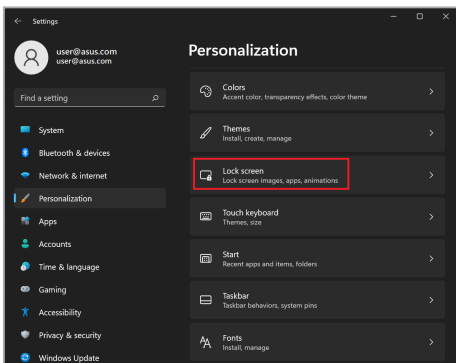 Settings
user@asus.com
user@asus.com
Find a setting
System
Bluetooth & devices
Network & internet
Personalization
Apps
Accounts
Time & language
Gaming
Accessibility
Privacy & security
Windows Update
Personalization
Colors
Accent color, transparency effects, color theme
Themes
Install, create, manage
Lock screen
Lock screen images, apps, animations
Touch keyboard
Themes, size
Start
Recent apps and items, folders
Taskbar
Taskbar behaviors, system pins
Fonts
Install, manage